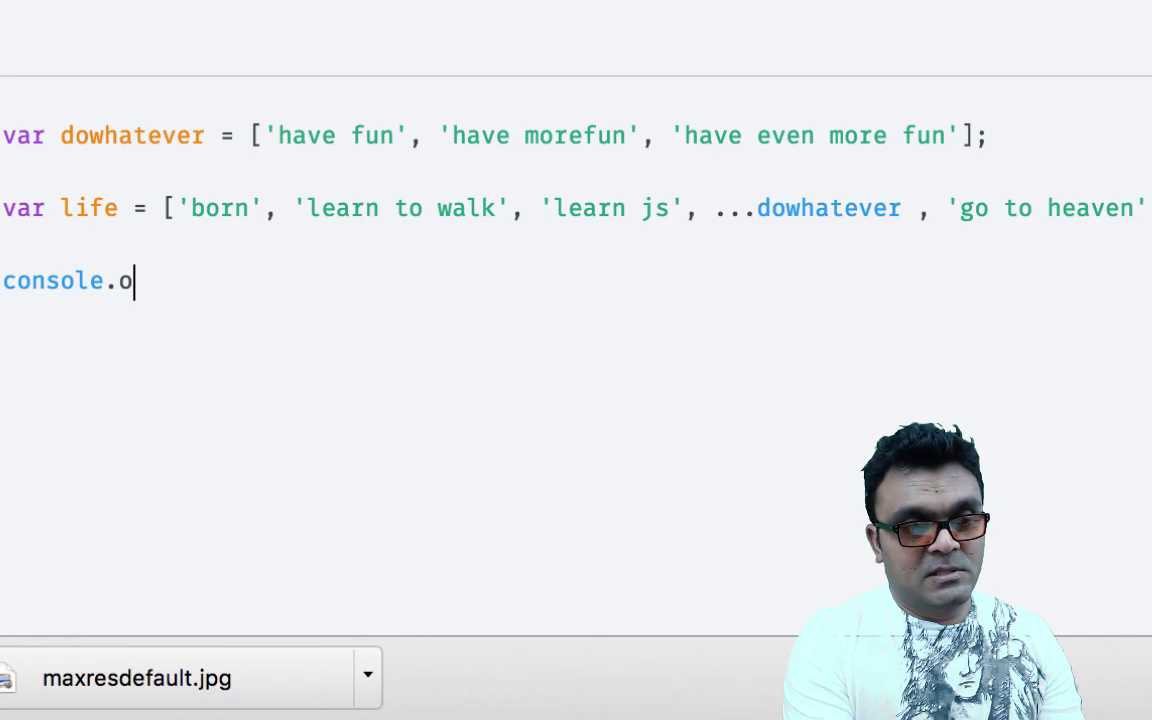 var dowhatever = ['have fun', 'have morefun', 'have even more fun'];
var life = ['born', 'learn to walk', 'learn js', ...dowhatever , 'go to heaven'
console.o
maxresdefault.jpg